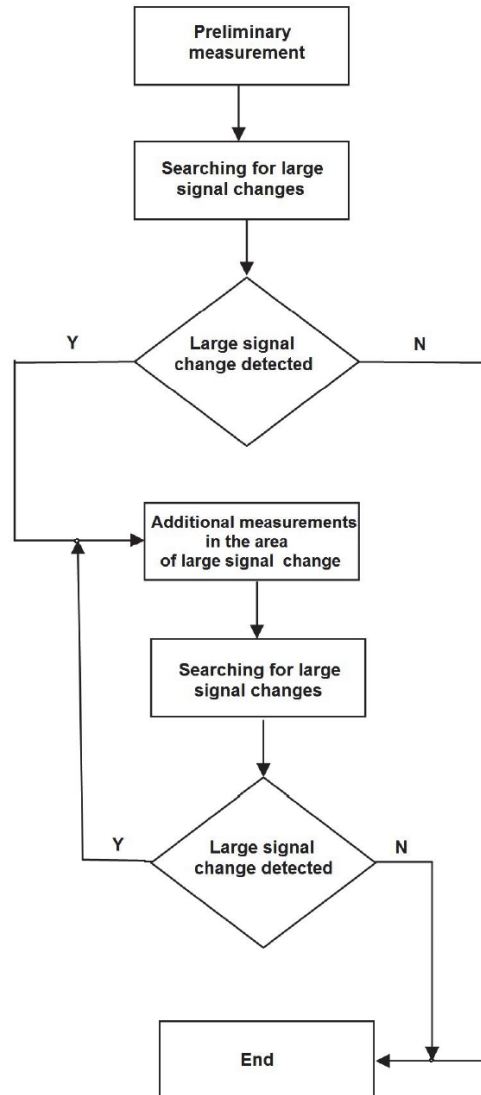 Preliminary
measurement
Searching for large
signal changes
Large signal
change detected
Y
N
Additional measurements
in the area
of large signal change
Searching for large
signal changes
Large signal
change detected
Y
N
End